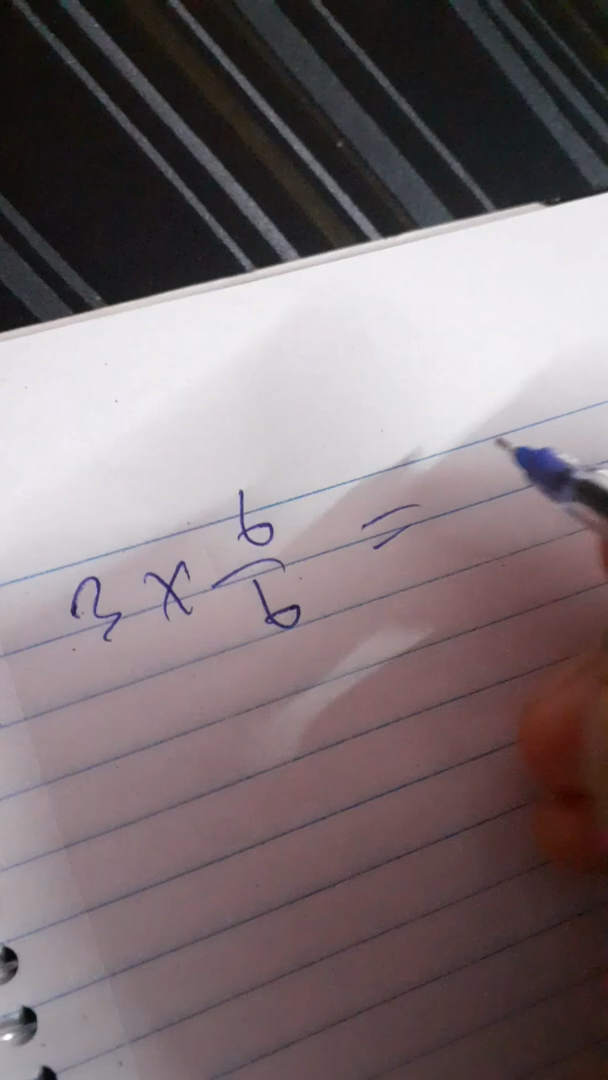 3 × 6/6 =